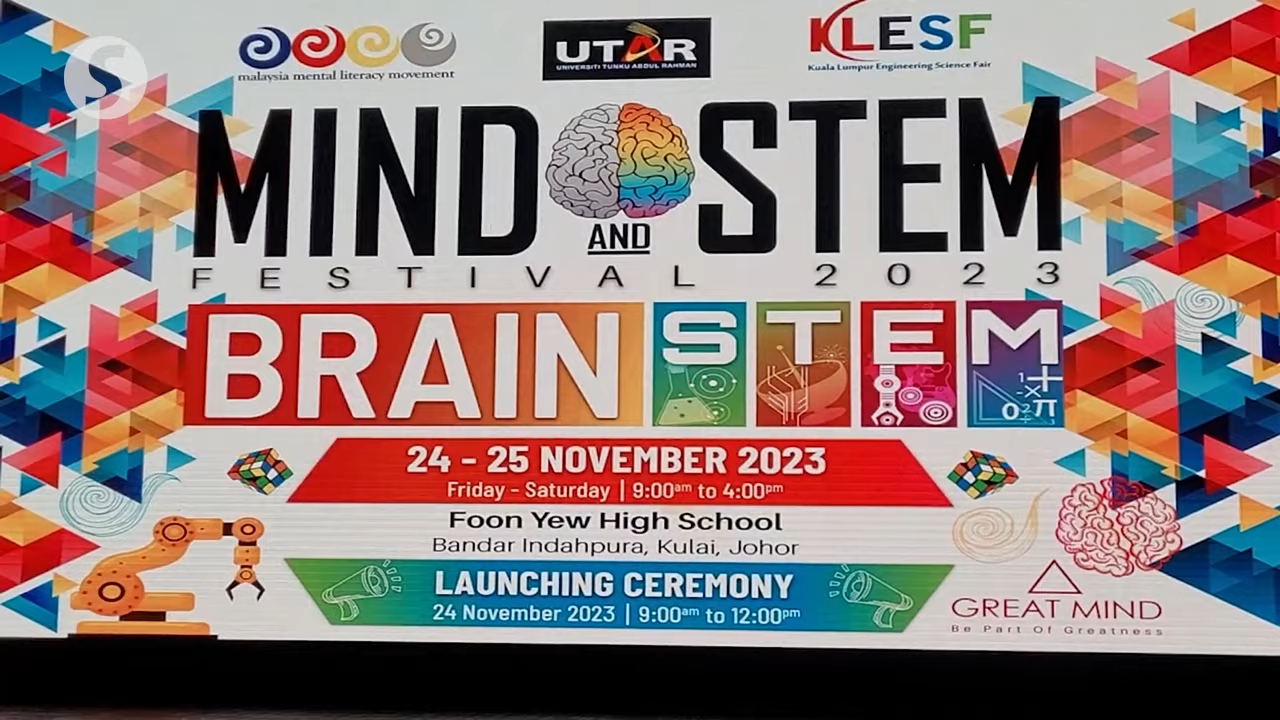 S
malaysia mental literacy movement
UTAR
UNIVERSITI TUNKU ABDUL RAHMAN
KLESF
Kuala Lumpur Engineering Science Fair
MIND AND STEM
FESTIVAL 2023
BRAIN STEM
24 - 25 NOVEMBER 2023
Friday - Saturday | 9:00am to 4:00pm
Foon Yew High School
Bandar Indahpura, Kulai, Johor
LAUNCHING CEREMONY
24 November 2023 | 9:00am to 12:00pm
GREAT MIND
Be Part Of Greatness